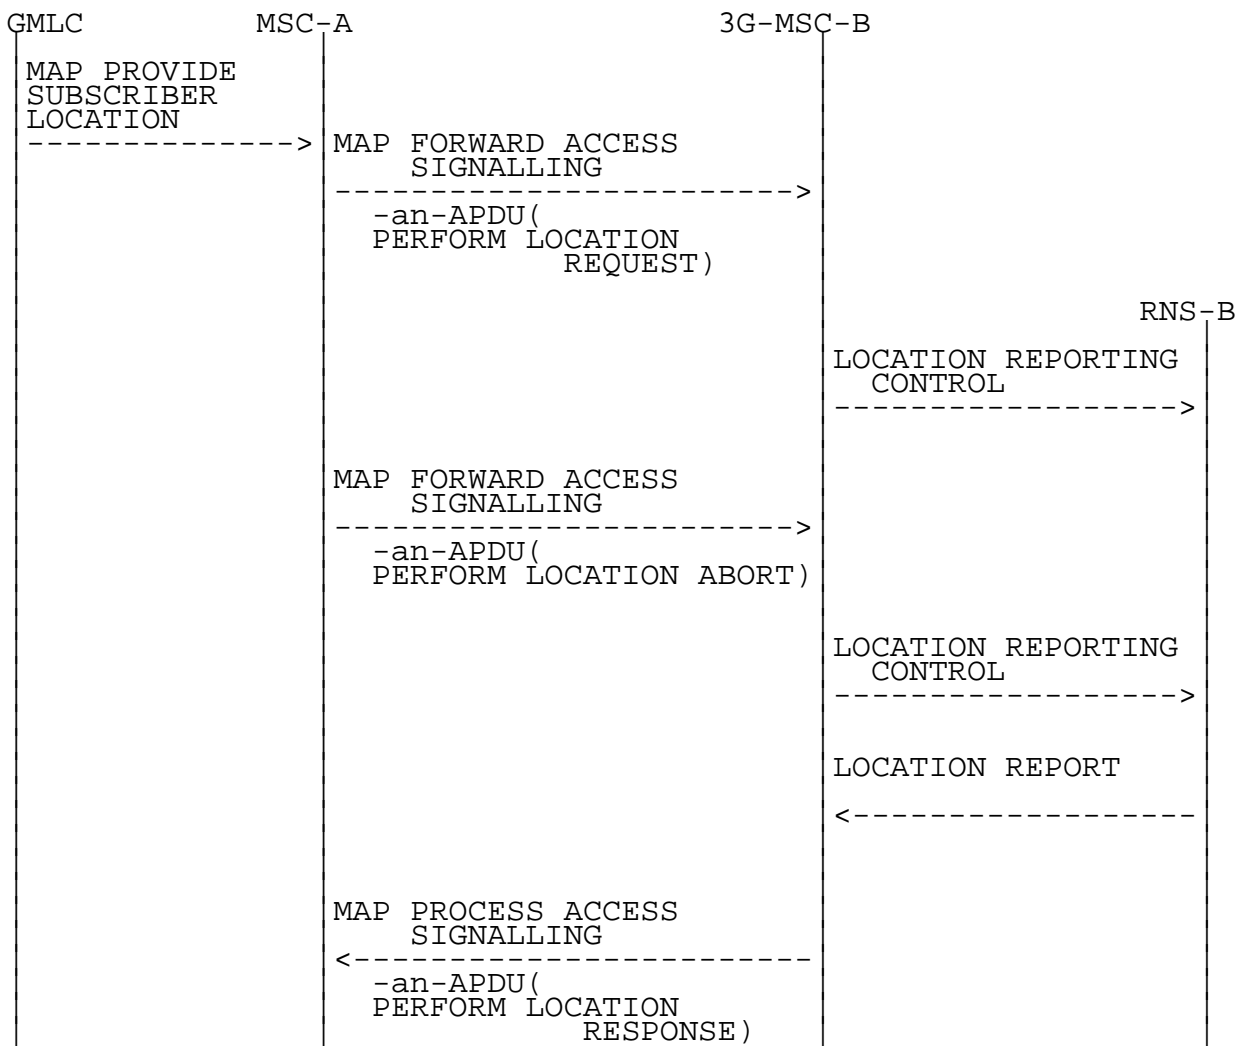 GMLC MSC-A 3G-MSC-B
MAP PROVIDE
SUBSCRIBER
LOCATION
--------------> MAP FORWARD ACCESS
SIGNALLING
------------------------>
-an-APDU(
PERFORM LOCATION
REQUEST)
RNS-B
LOCATION REPORTING
CONTROL
------------------>
MAP FORWARD ACCESS
SIGNALLING
------------------------>
-an-APDU(
PERFORM LOCATION ABORT)
LOCATION REPORTING
CONTROL
------------------>
LOCATION REPORT
<------------------
MAP PROCESS ACCESS
SIGNALLING
<------------------------
-an-APDU(
PERFORM LOCATION
RESPONSE)